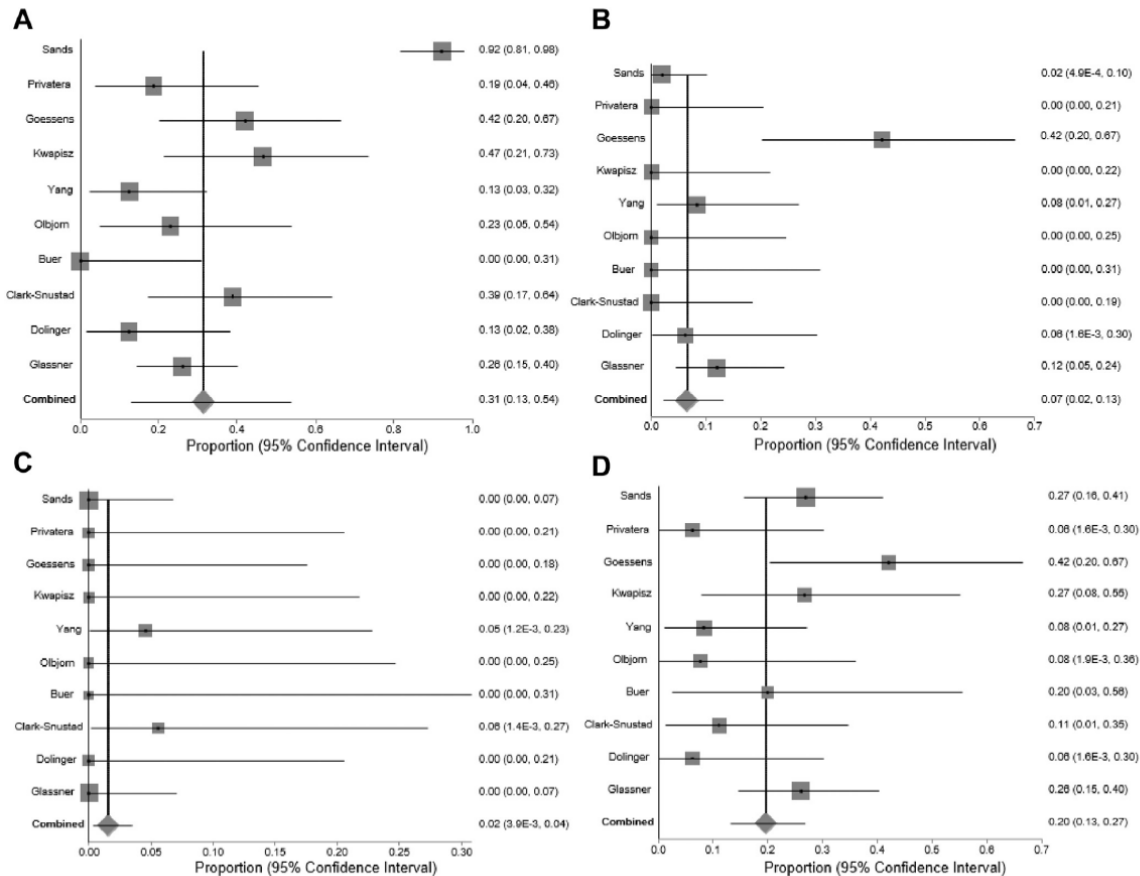 A
Sands 0.92 (0.81, 0.98)
Privatera 0.19 (0.04, 0.46)
Goessens 0.42 (0.20, 0.67)
Kwapisz 0.47 (0.21, 0.73)
Yang 0.13 (0.03, 0.32)
Olbjorn 0.23 (0.05, 0.54)
Buer 0.00 (0.00, 0.31)
Clark-Snustad 0.39 (0.17, 0.64)
Dolinger 0.13 (0.02, 0.38)
Glassner 0.26 (0.15, 0.40)
Combined 0.31 (0.13, 0.54)
0.0 0.2 0.4 0.6 0.8 1.0
Proportion (95% Confidence Interval)
B
Sands 0.02 (4.9E-4, 0.10)
Privatera 0.00 (0.00, 0.21)
Goessens 0.42 (0.20, 0.67)
Kwapisz 0.00 (0.00, 0.22)
Yang 0.08 (0.01, 0.27)
Olbjorn 0.00 (0.00, 0.25)
Buer 0.00 (0.00, 0.31)
Clark-Snustad 0.00 (0.00, 0.19)
Dolinger 0.06 (1.6E-3, 0.30)
Glassner 0.12 (0.05, 0.24)
Combined 0.07 (0.02, 0.13)
0.0 0.1 0.2 0.3 0.4 0.5 0.6 0.7
Proportion (95% Confidence Interval)
C
Sands 0.00 (0.00, 0.07)
Privatera 0.00 (0.00, 0.21)
Goessens 0.00 (0.00, 0.18)
Kwapisz 0.00 (0.00, 0.22)
Yang 0.05 (1.2E-3, 0.23)
Olbjorn 0.00 (0.00, 0.25)
Buer 0.00 (0.00, 0.31)
Clark-Snustad 0.06 (1.4E-3, 0.27)
Dolinger 0.00 (0.00, 0.21)
Glassner 0.00 (0.00, 0.07)
Combined 0.02 (3.9E-3, 0.04)
0.00 0.05 0.10 0.15 0.20 0.25 0.30
Proportion (95% Confidence Interval)
D
Sands 0.27 (0.16, 0.41)
Privatera 0.06 (1.6E-3, 0.30)
Goessens 0.42 (0.20, 0.67)
Kwapisz 0.27 (0.08, 0.55)
Yang 0.08 (0.01, 0.27)
Olbjorn 0.08 (1.9E-3, 0.36)
Buer 0.20 (0.03, 0.56)
Clark-Snustad 0.11 (0.01, 0.35)
Dolinger 0.06 (1.6E-3, 0.30)
Glassner 0.26 (0.15, 0.40)
Combined 0.20 (0.13, 0.27)
0.0 0.1 0.2 0.3 0.4 0.5 0.6 0.7
Proportion (95% Confidence Interval)